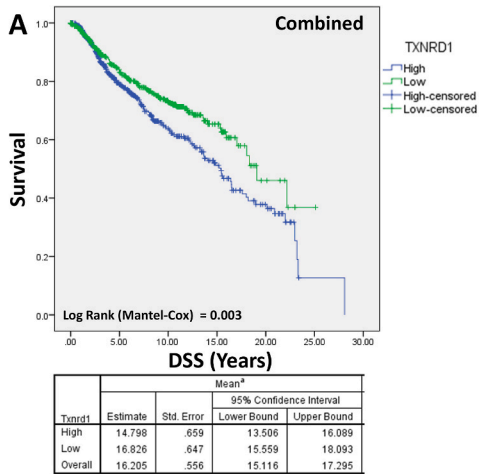 A
Combined
TXNRD1
High
Low
High-censored
Low-censored
Survival
1.0
0.8
0.6
0.4
0.2
0.0
Log Rank (Mantel-Cox) = 0.003
.00 5.00 10.00 15.00 20.00 25.00 30.00
DSS (Years)
Meanᵃ
95% Confidence Interval
Txnrd1 Estimate Std. Error Lower Bound Upper Bound
High 14.798 .659 13.506 16.089
Low 16.826 .647 15.559 18.093
Overall 16.205 .556 15.116 17.295